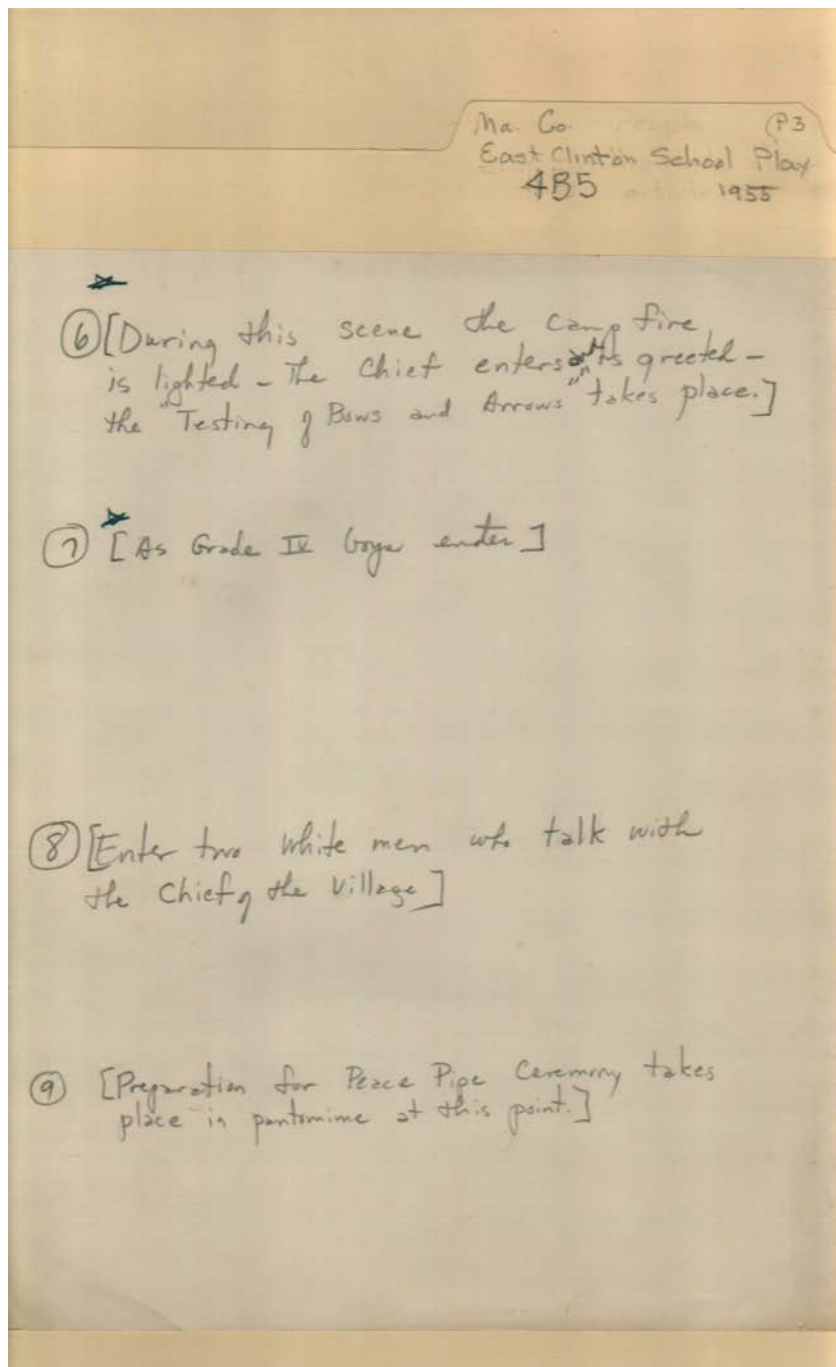 Ma. Co. P3
East Clinton School Play
4B5 1955
⑥ [During this scene the camp fire
is lighted - The Chief enters and is greeted -
the "Testing of Bows and Arrows" takes place.]
⑦ [As Grade IV boys enter]
⑧ [Enter two white men who talk with
the Chief of the Village]
⑨ [Preparation for Peace Pipe Ceremony takes
place in pantomime at this point.]